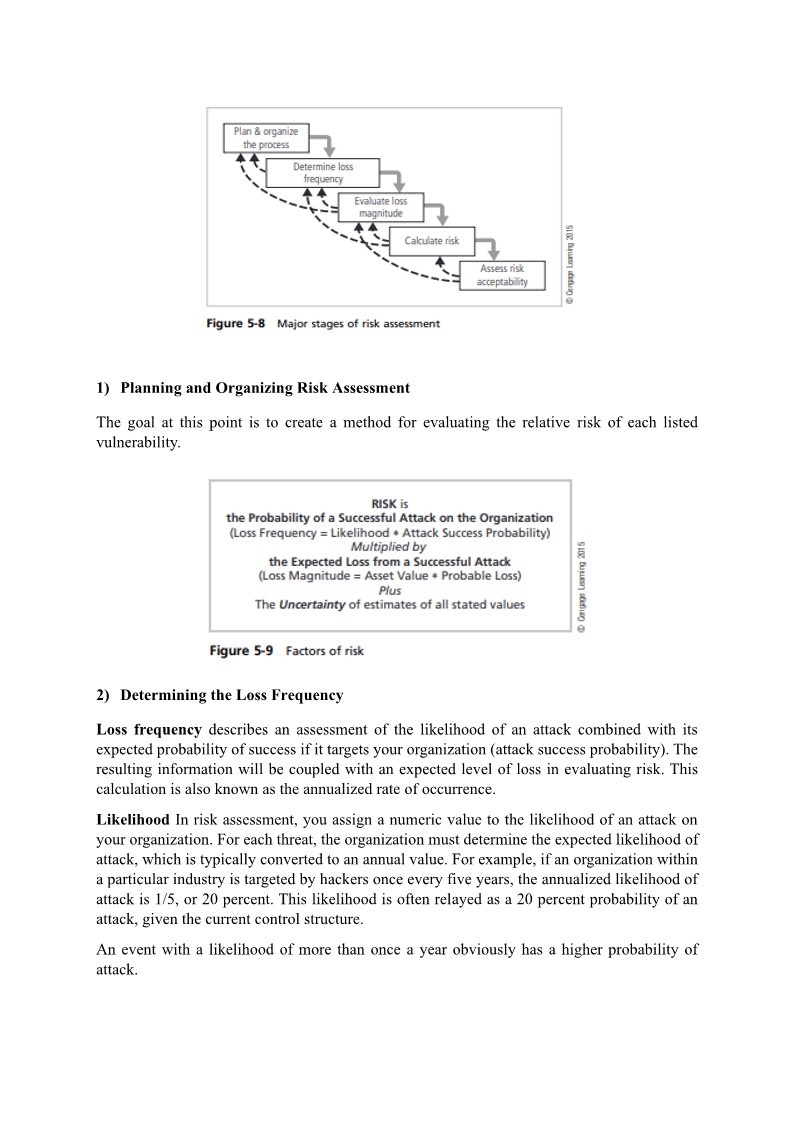 Plan & organize
the process
Determine loss
frequency
Evaluate loss
magnitude
Calculate risk
Assess risk
acceptability
© Cengage Learning 2015
Figure 5-8 Major stages of risk assessment
1) Planning and Organizing Risk Assessment
The goal at this point is to create a method for evaluating the relative risk of each listed
vulnerability.
RISK is
the Probability of a Successful Attack on the Organization
(Loss Frequency = Likelihood * Attack Success Probability)
Multiplied by
the Expected Loss from a Successful Attack
(Loss Magnitude = Asset Value * Probable Loss)
Plus
The Uncertainty of estimates of all stated values
© Cengage Learning 2015
Figure 5-9 Factors of risk
2) Determining the Loss Frequency
Loss frequency describes an assessment of the likelihood of an attack combined with its
expected probability of success if it targets your organization (attack success probability). The
resulting information will be coupled with an expected level of loss in evaluating risk. This
calculation is also known as the annualized rate of occurrence.
Likelihood In risk assessment, you assign a numeric value to the likelihood of an attack on
your organization. For each threat, the organization must determine the expected likelihood of
attack, which is typically converted to an annual value. For example, if an organization within
a particular industry is targeted by hackers once every five years, the annualized likelihood of
attack is 1/5, or 20 percent. This likelihood is often relayed as a 20 percent probability of an
attack, given the current control structure.
An event with a likelihood of more than once a year obviously has a higher probability of
attack.